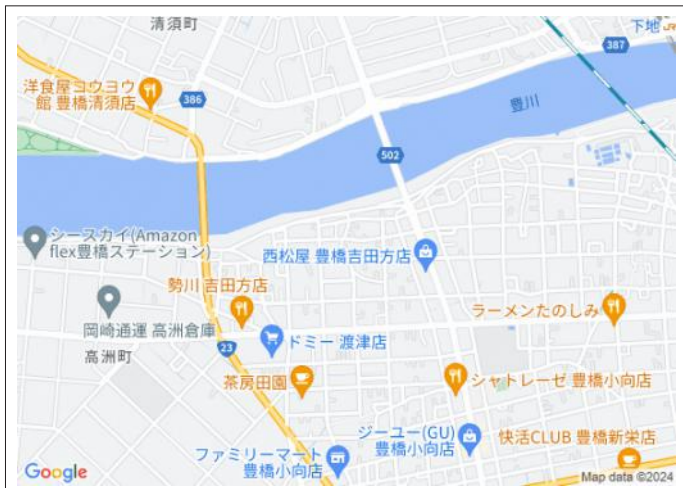 清須町
下地
JR
387
洋食屋コウヨウ
館 豊橋清須店
386
豊川
502
シースカイ(Amazon
flex豊橋ステーション)
西松屋 豊橋吉田方店
勢川 吉田方店
ラーメンたのしみ
岡崎通運 高洲倉庫
高洲町
23
ドミー 渡津店
茶房田園
シャトレーゼ 豊橋小向店
ジーユー(GU)
豊橋小向店
ファミリーマート
豊橋小向店
快活CLUB 豊橋新栄店
Google
Map data ©2024